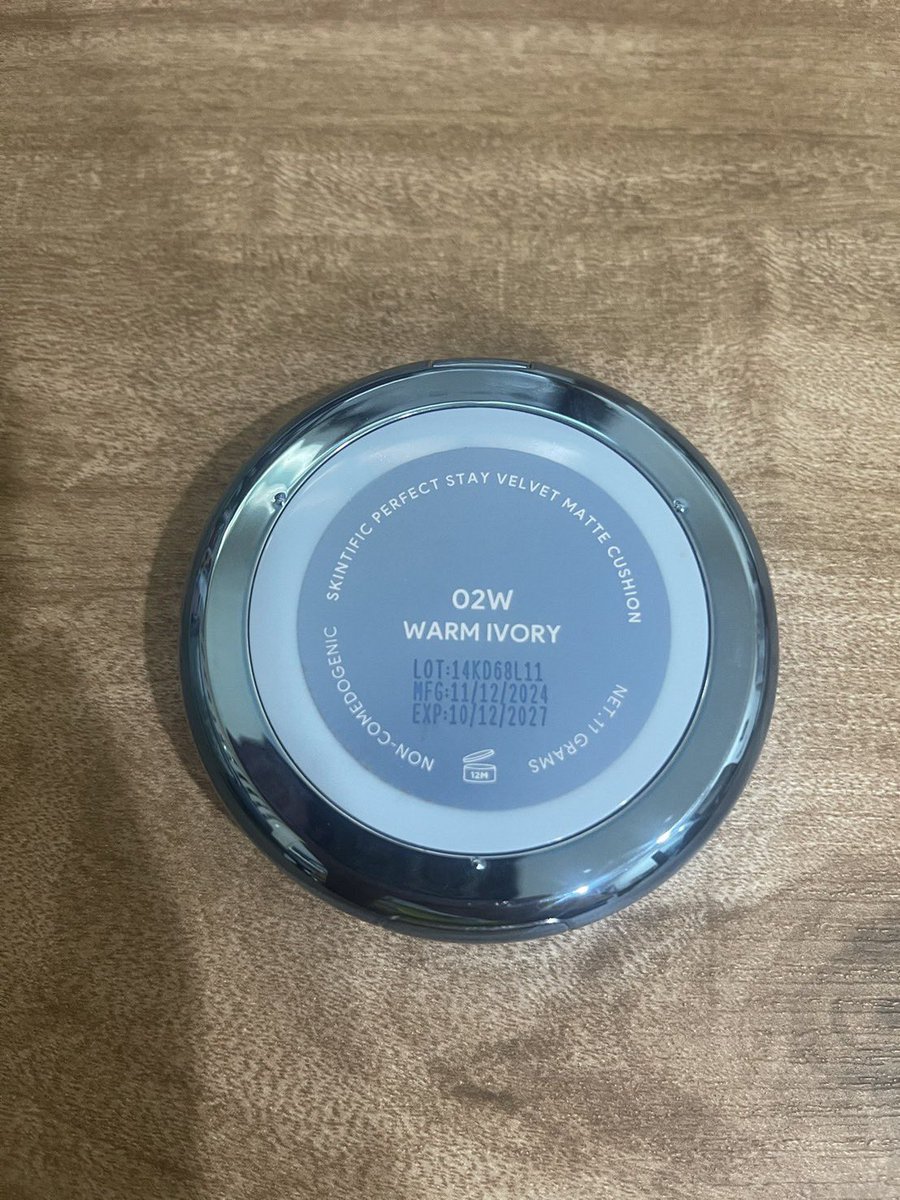 SKINTIFIC PERFECT STAY VELVET MATTE CUSHION
02W
WARM IVORY
LOT:14KD68L11
MFG:11/12/2024
EXP:10/12/2027
NON-COMEDOGENIC
12M
NET. 11 GRAMS